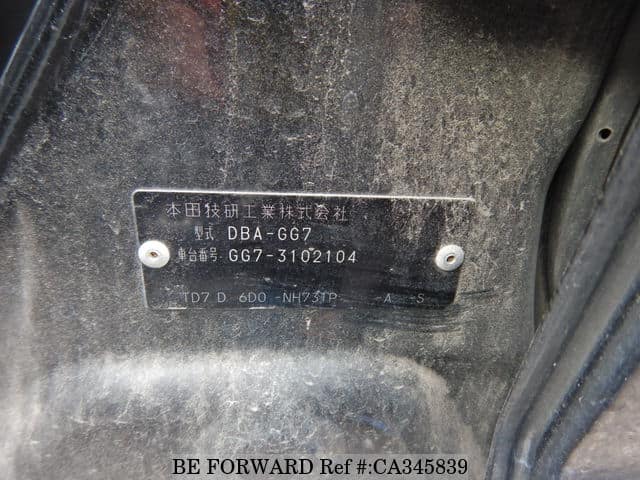 本田技研工業株式会社
型式 DBA-GG7
車台番号 GG7-3102104
TD7 D 6D0 -NH731P -A -S
BE FORWARD Ref #:CA345839